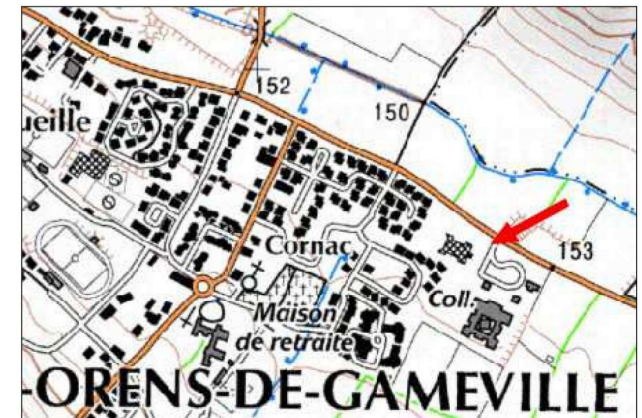 152
150
ueille
Cornac
153
Coll.
Maison
de retraite
-ORENS-DE-GAMEVILLE